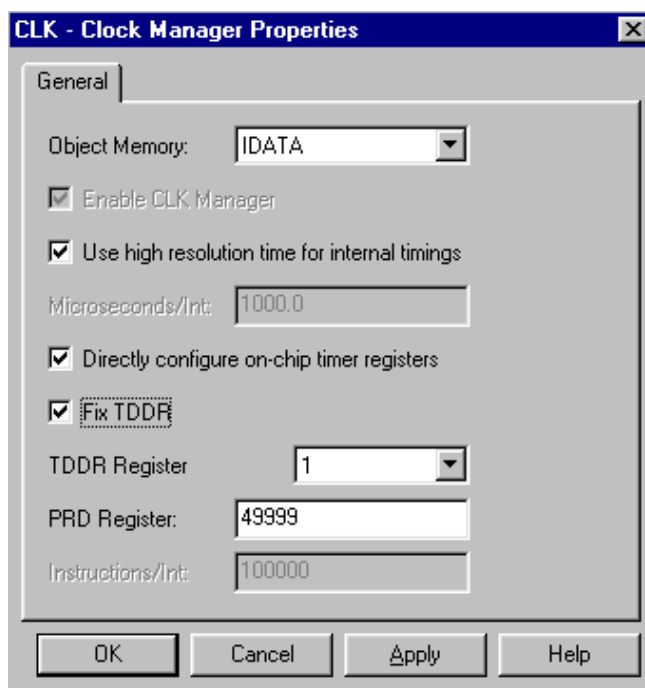 CLK - Clock Manager Properties
General
Object Memory: IDATA
Enable CLK Manager
Use high resolution time for internal timings
Microseconds/Int: 1000.0
Directly configure on-chip timer registers
Fix TDDR
TDDR Register 1
PRD Register: 49999
Instructions/Int: 100000
OK Cancel Apply Help